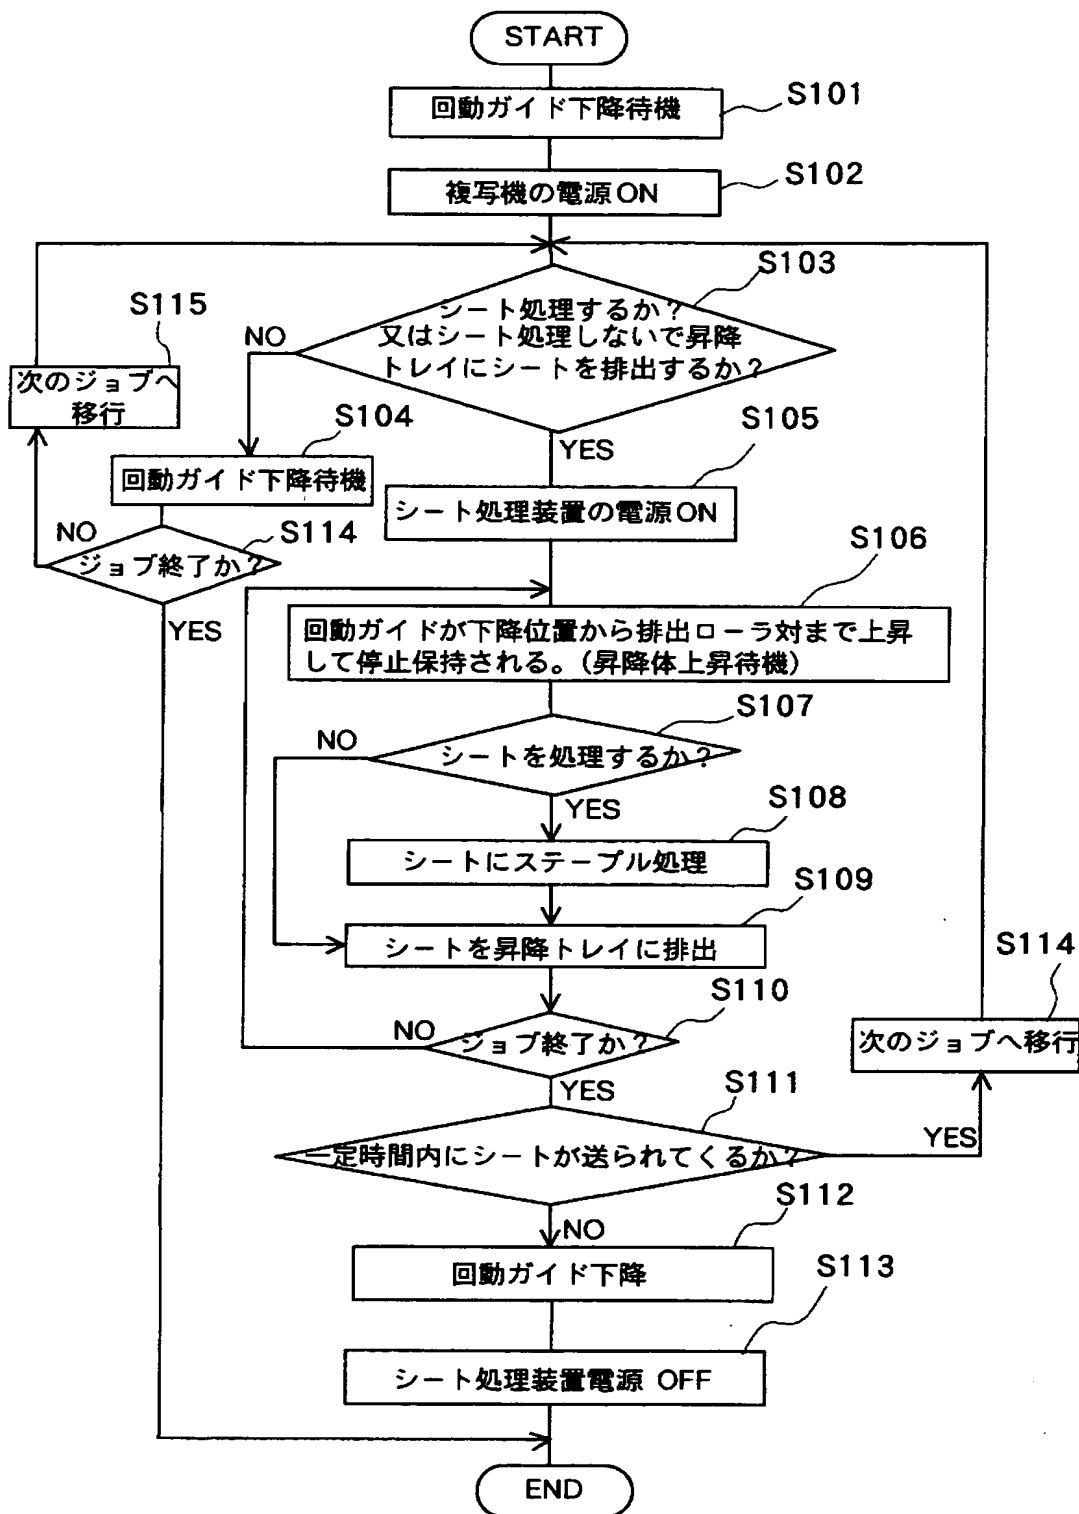 START
S101
回動ガイド下降待機
S102
複写機の電源ON
S103
シート処理するか？
又はシート処理しないで昇降
トレイにシートを排出するか？
NO
YES
S115
次のジョブへ
移行
S104
回動ガイド下降待機
S105
シート処理装置の電源ON
NO
S114
ジョブ終了か？
YES
S106
回動ガイドが下降位置から排出ローラ対まで上昇
して停止保持される。(昇降体上昇待機)
S107
NO
シートを処理するか？
YES
S108
シートにステープル処理
S109
シートを昇降トレイに排出
S110
NO
ジョブ終了か？
YES
S114
次のジョブへ移行
S111
一定時間内にシートが送られてくるか？
YES
NO
S112
回動ガイド下降
S113
シート処理装置電源 OFF
END